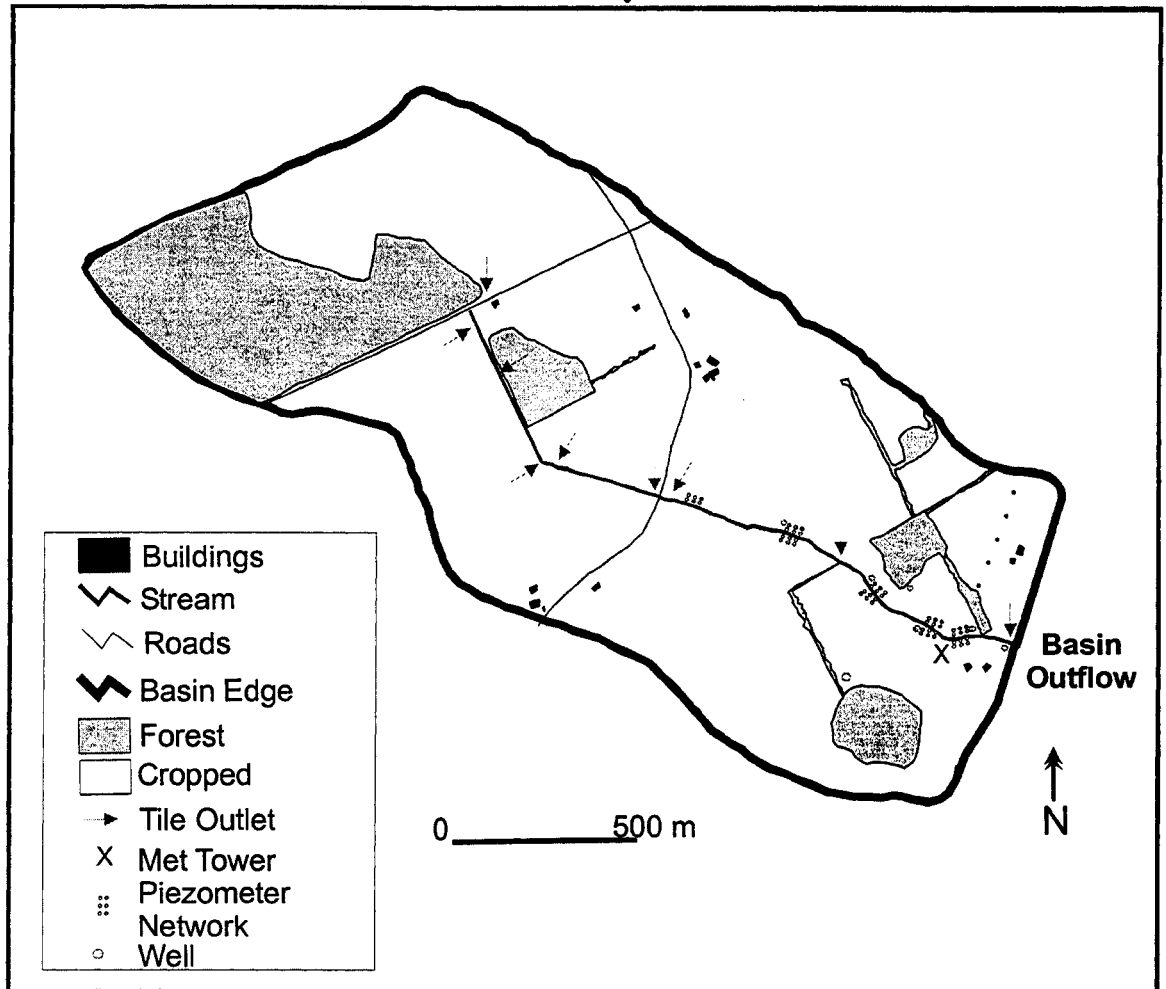 Buildings
Stream
Roads
Basin Edge
Forest
Cropped
Tile Outlet
Met Tower
Piezometer
Network
Well
0 500 m
Basin
Outflow
N
X
X